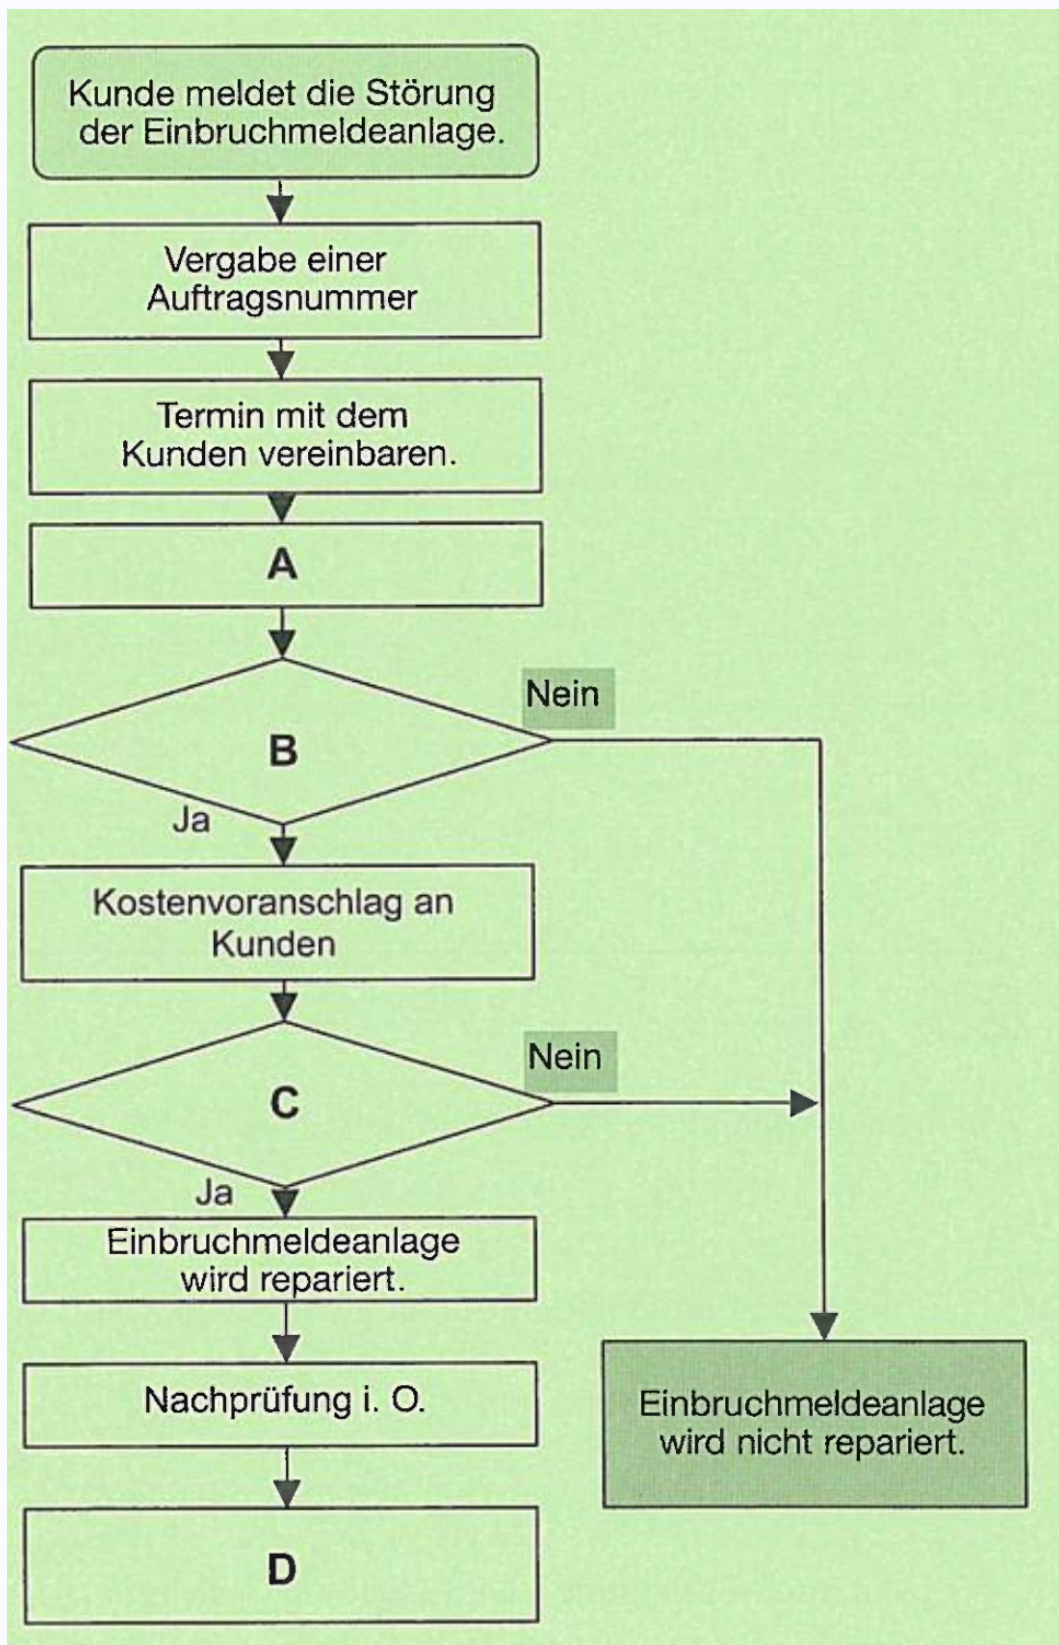 Kunde meldet die Störung
der Einbruchmeldeanlage.
Vergabe einer
Auftragsnummer
Termin mit dem
Kunden vereinbaren.
A
B
Nein
Ja
Kostenvoranschlag an
Kunden
C
Nein
Ja
Einbruchmeldeanlage
wird repariert.
Nachprüfung i. O.
Einbruchmeldeanlage
wird nicht repariert.
D